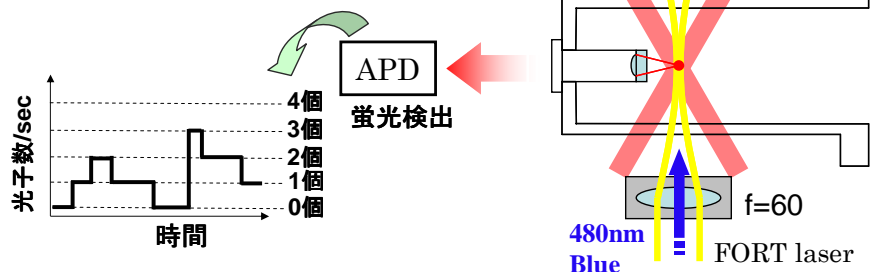 APD
蛍光検出
光子数/sec
4個
3個
2個
1個
0個
時間
f=60
480nm
Blue
FORT laser